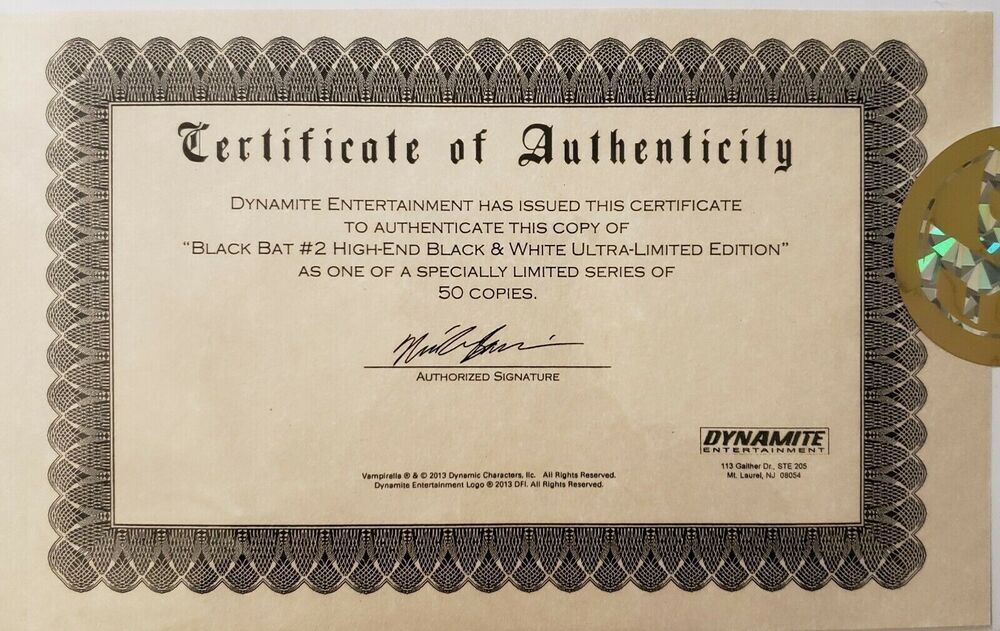 Certificate of Authenticity
DYNAMITE ENTERTAINMENT HAS ISSUED THIS CERTIFICATE
TO AUTHENTICATE THIS COPY OF
“BLACK BAT #2 HIGH-END BLACK & WHITE ULTRA-LIMITED EDITION”
AS ONE OF A SPECIALLY LIMITED SERIES OF
50 COPIES.
AUTHORIZED SIGNATURE
DYNAMITE
ENTERTAINMENT
113 Gaither Dr., STE 205
Mt. Laurel, NJ 08054
Vampirella ® & © 2013 Dynamic Characters, llc. All Rights Reserved.
Dynamite Entertainment Logo ® 2013 DFI. All Rights Reserved.